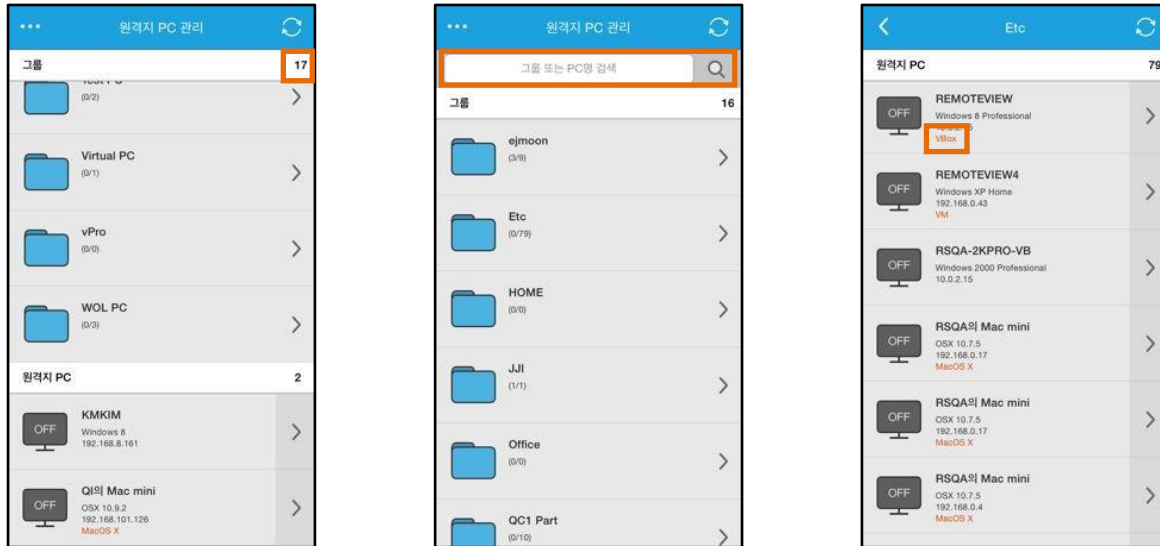 원격지 PC 관리
그룹
17
(0/2)
Virtual PC
(0/1)
vPro
(0/0)
WOL PC
(0/3)
원격지 PC
2
OFF
KMKIM
Windows 8
192.168.8.161
OFF
QI의 Mac mini
OSX 10.9.2
192.168.101.126
MacOS X
원격지 PC 관리
그룹 또는 PC명 검색
그룹
16
ejmoon
(3/9)
Etc
(0/79)
HOME
(0/0)
JJI
(1/1)
Office
(0/0)
QC1 Part
(0/10)
Etc
원격지 PC
79
OFF
REMOTEVIEW
Windows 8 Professional
VBox
OFF
REMOTEVIEW4
Windows XP Home
192.168.0.43
VM
OFF
RSQA-2KPRO-VB
Windows 2000 Professional
10.0.2.15
OFF
RSQA의 Mac mini
OSX 10.7.5
192.168.0.17
MacOS X
OFF
RSQA의 Mac mini
OSX 10.7.5
192.168.0.17
MacOS X
OFF
RSQA의 Mac mini
OSX 10.7.5
192.168.0.4
MacOS X